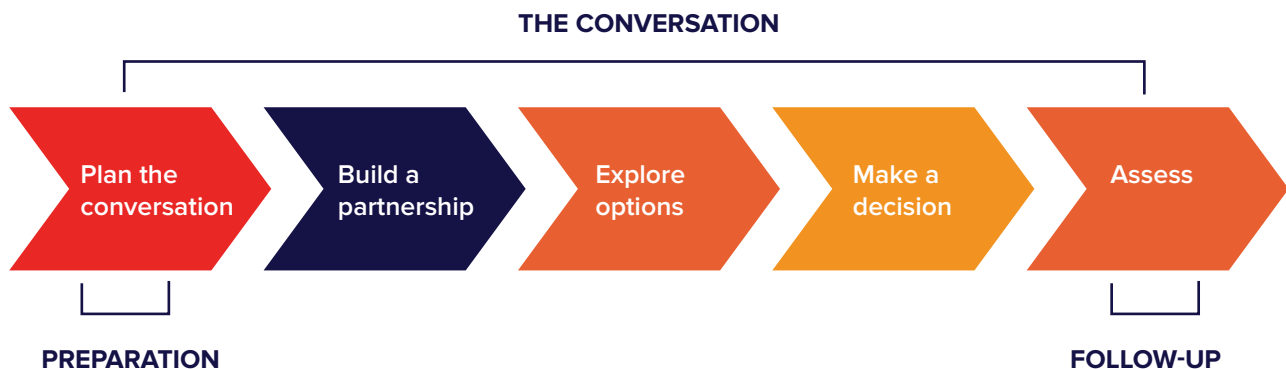 THE CONVERSATION
Plan the
conversation
Build a
partnership
Explore
options
Make a
decision
Assess
PREPARATION
FOLLOW-UP